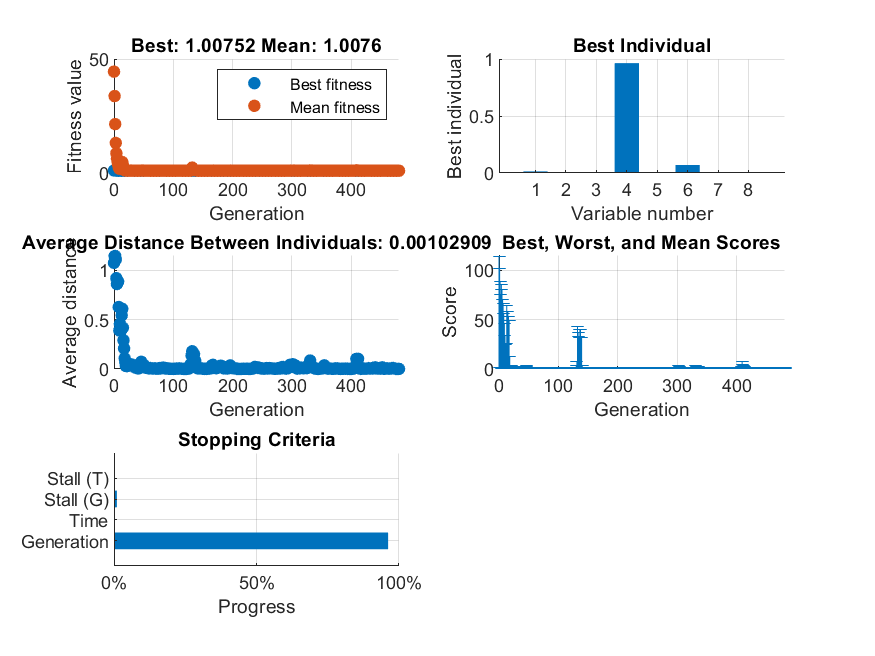 Best: 1.00752 Mean: 1.0076
50
0
Fitness value
Best fitness
Mean fitness
0 100 200 300 400
Generation
Best Individual
1
0.5
0
Best individual
1 2 3 4 5 6 7 8
Variable number
Average Distance Between Individuals: 0.00102909
1
0.5
0
Average distance
0 100 200 300 400
Generation
Best, Worst, and Mean Scores
100
50
0
Score
0 100 200 300 400
Generation
Stopping Criteria
Stall (T)
Stall (G)
Time
Generation
0% 50% 100%
Progress